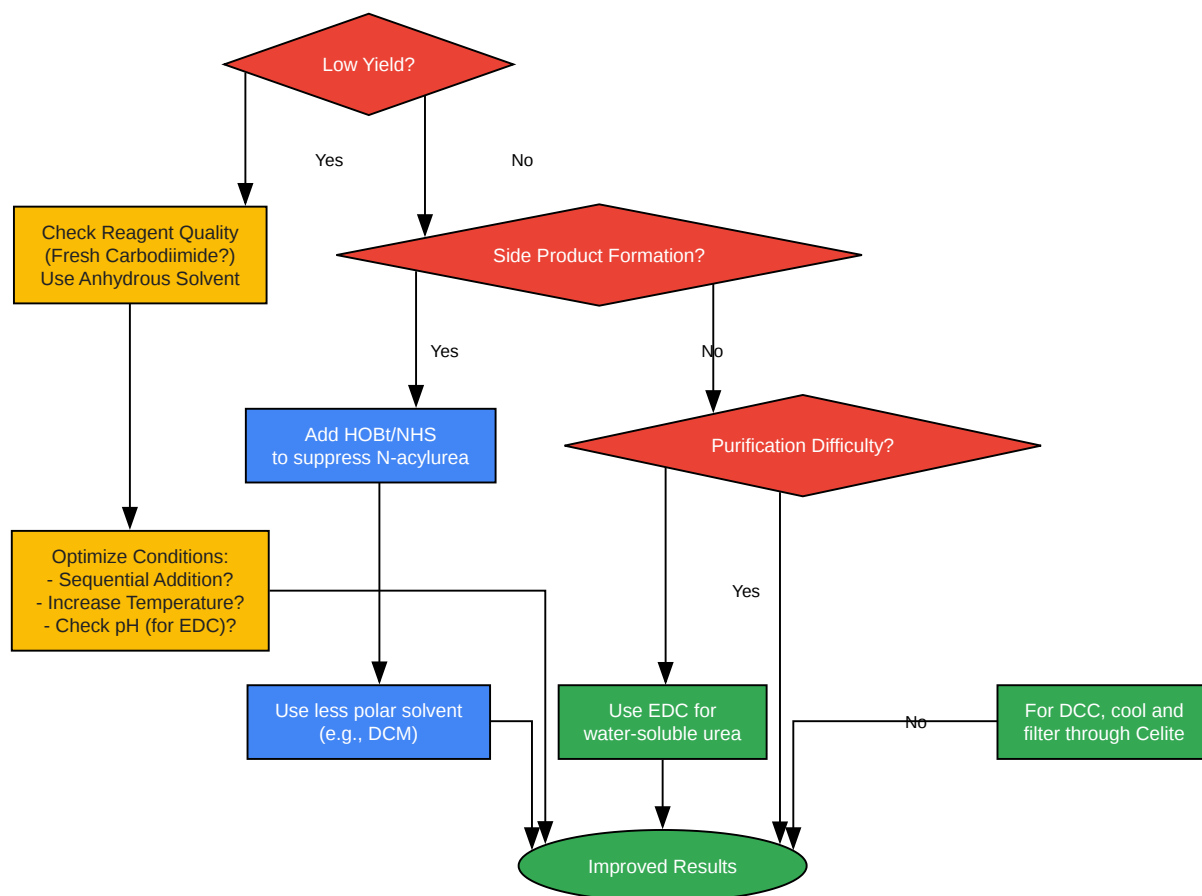 Low Yield?
Yes
No
Check Reagent Quality
(Fresh Carbodiimide?)
Use Anhydrous Solvent
Side Product Formation?
Yes
No
Add HOBt/NHS
to suppress N-acylurea
Purification Difficulty?
Optimize Conditions:
- Sequential Addition?
- Increase Temperature?
- Check pH (for EDC)?
Yes
Use less polar solvent
(e.g., DCM)
Use EDC for
water-soluble urea
No
For DCC, cool and
filter through Celite
Improved Results